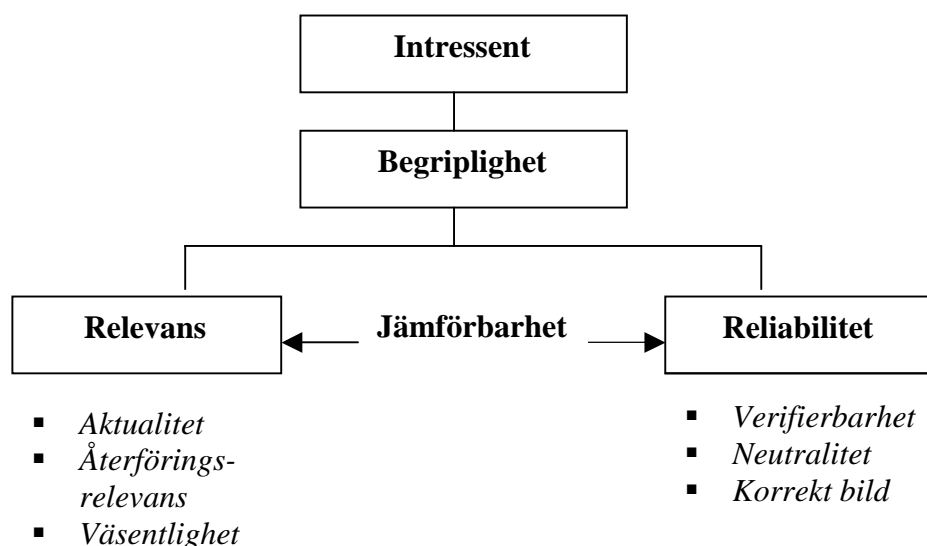 Intressent
Begriplighet
Relevans
Jämförbarhet
Reliabilitet
▪ Aktualitet
▪ Återförings-
relevans
▪ Väsentlighet
▪ Verifierbarhet
▪ Neutralitet
▪ Korrekt bild